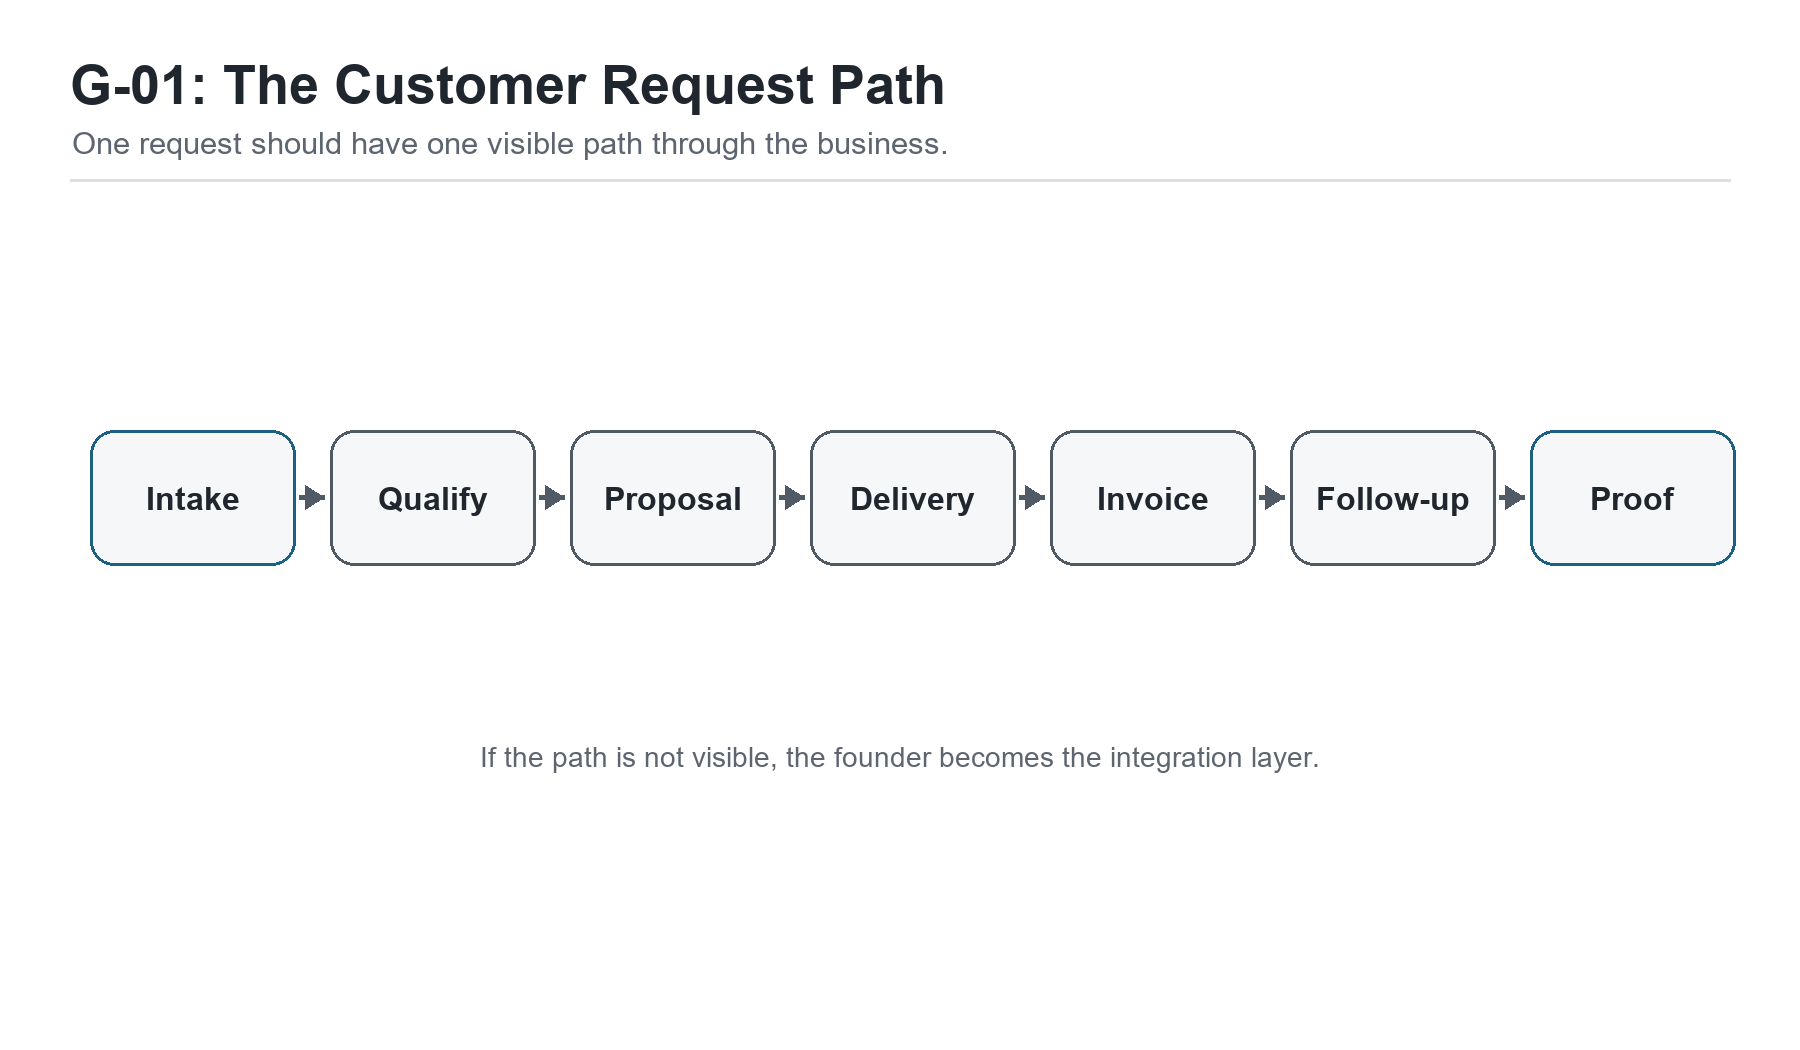 G-01: The Customer Request Path
One request should have one visible path through the business.
Intake
Qualify
Proposal
Delivery
Invoice
Follow-up
Proof
If the path is not visible, the founder becomes the integration layer.